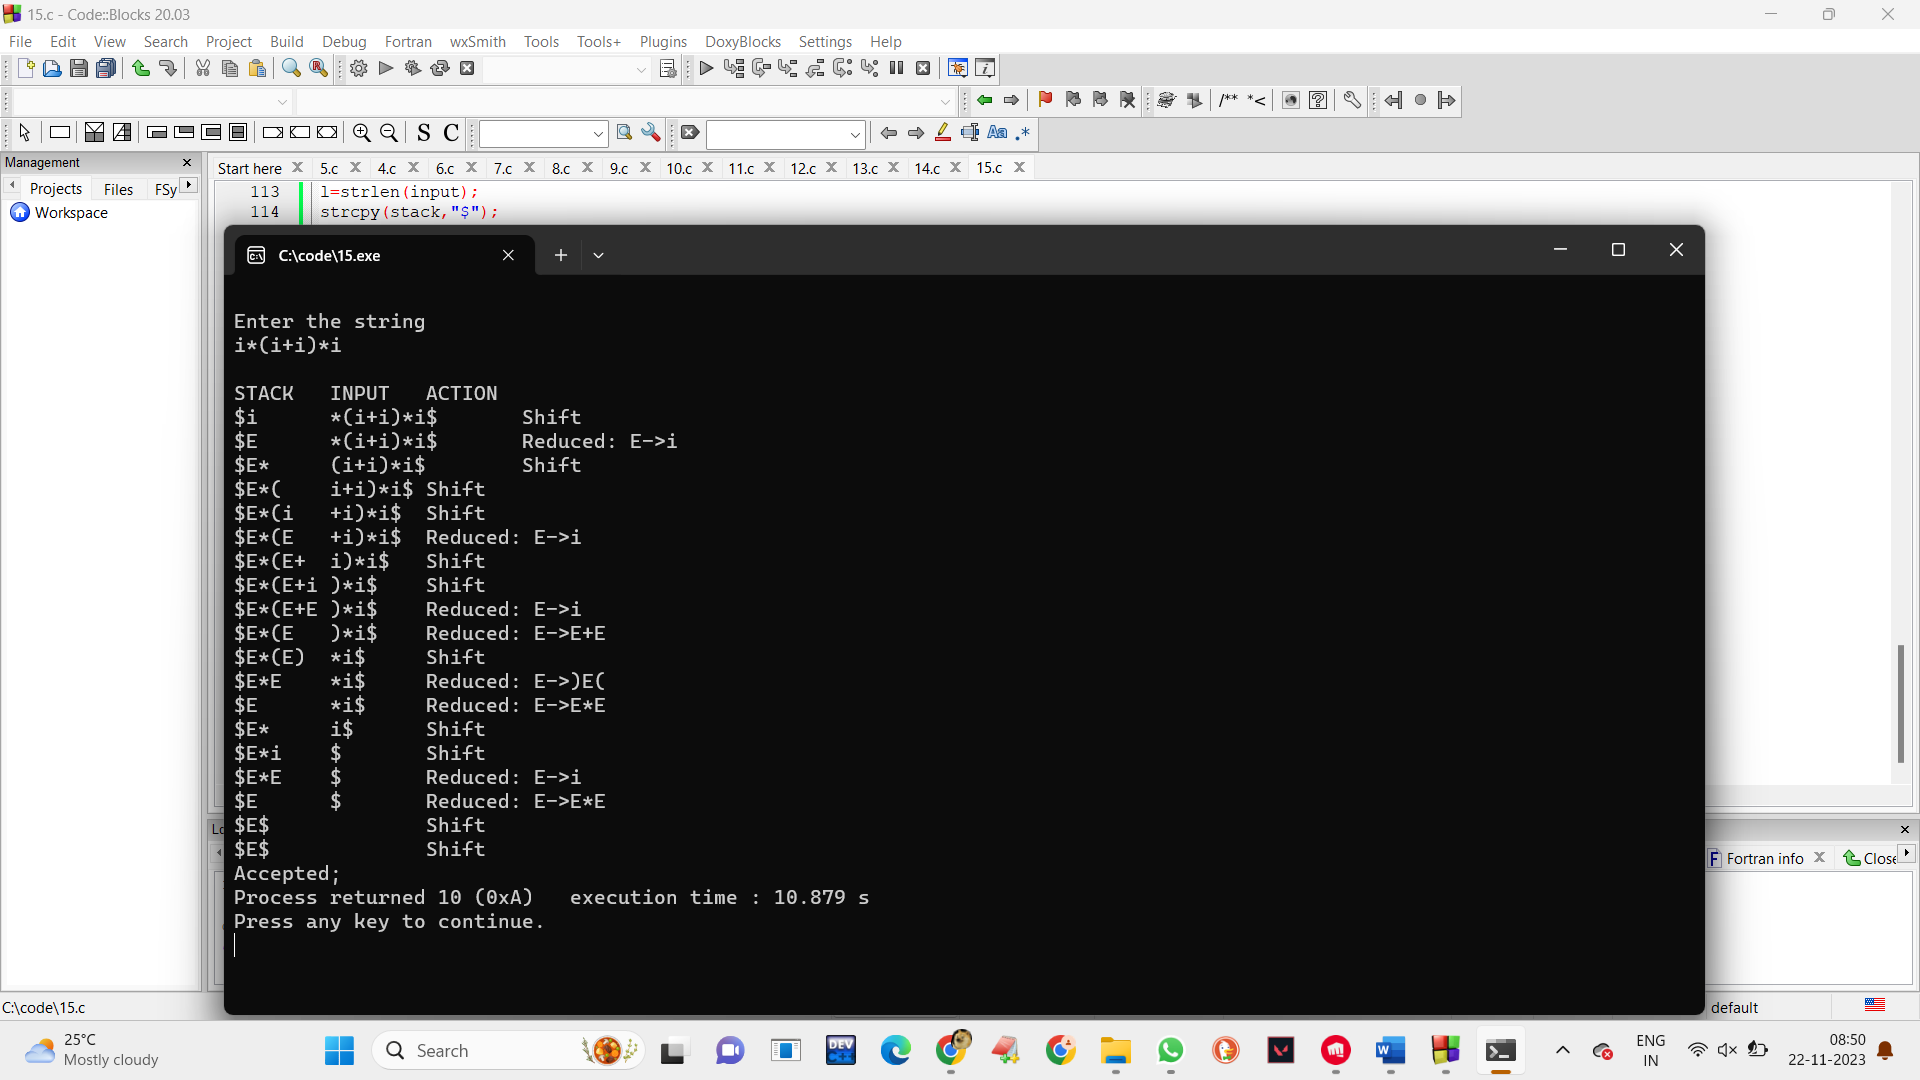 15.c - Code::Blocks 20.03
File Edit View Search Project Build Debug Fortran wxSmith Tools Tools+ Plugins DoxyBlocks Settings Help
/** *<
S C Aa .*
Management
Start here 5.c 4.c 6.c 7.c 8.c 9.c 10.c 11.c 12.c 13.c 14.c 15.c
Projects Files FSy
Workspace
113 l=strlen(input);
114 strcpy(stack,"$");
C:\code\15.exe
Enter the string
i*(i+i)*i
STACK INPUT ACTION
$i *(i+i)*i$ Shift
$E *(i+i)*i$ Reduced: E->i
$E* (i+i)*i$ Shift
$E*( i+i)*i$ Shift
$E*(i +i)*i$ Shift
$E*(E +i)*i$ Reduced: E->i
$E*(E+ i)*i$ Shift
$E*(E+i )*i$ Shift
$E*(E+E )*i$ Reduced: E->i
$E*(E )*i$ Reduced: E->E+E
$E*(E) *i$ Shift
$E*E *i$ Reduced: E->)E(
$E *i$ Reduced: E->E*E
$E* i$ Shift
$E*i $ Shift
$E*E $ Reduced: E->i
$E $ Reduced: E->E*E
$E$ Shift
$E$ Shift
Accepted;
Process returned 10 (0xA) execution time : 10.879 s
Press any key to continue.
Lo
Fortran info Close
C:\code\15.c
default
25°C
Mostly cloudy
Search
DEV C++
ENG
IN
08:50
22-11-2023